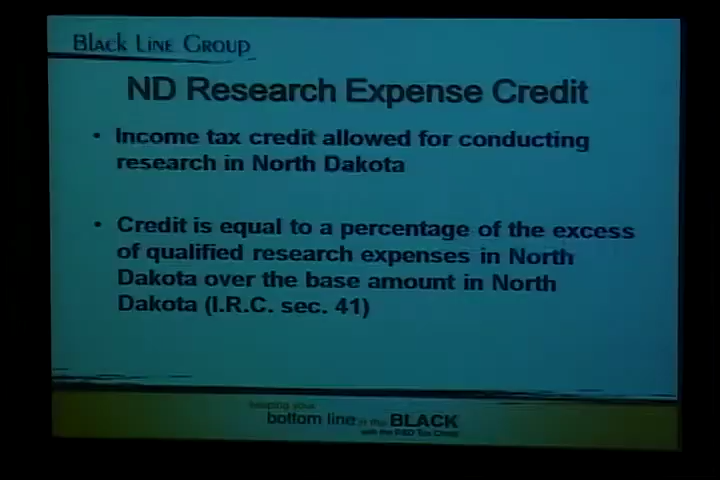 Black Line Group
ND Research Expense Credit
• Income tax credit allowed for conducting
research in North Dakota
• Credit is equal to a percentage of the excess
of qualified research expenses in North
Dakota over the base amount in North
Dakota (I.R.C. sec. 41)
keeping your
bottom line in the BLACK
with the R&D Tax Credit